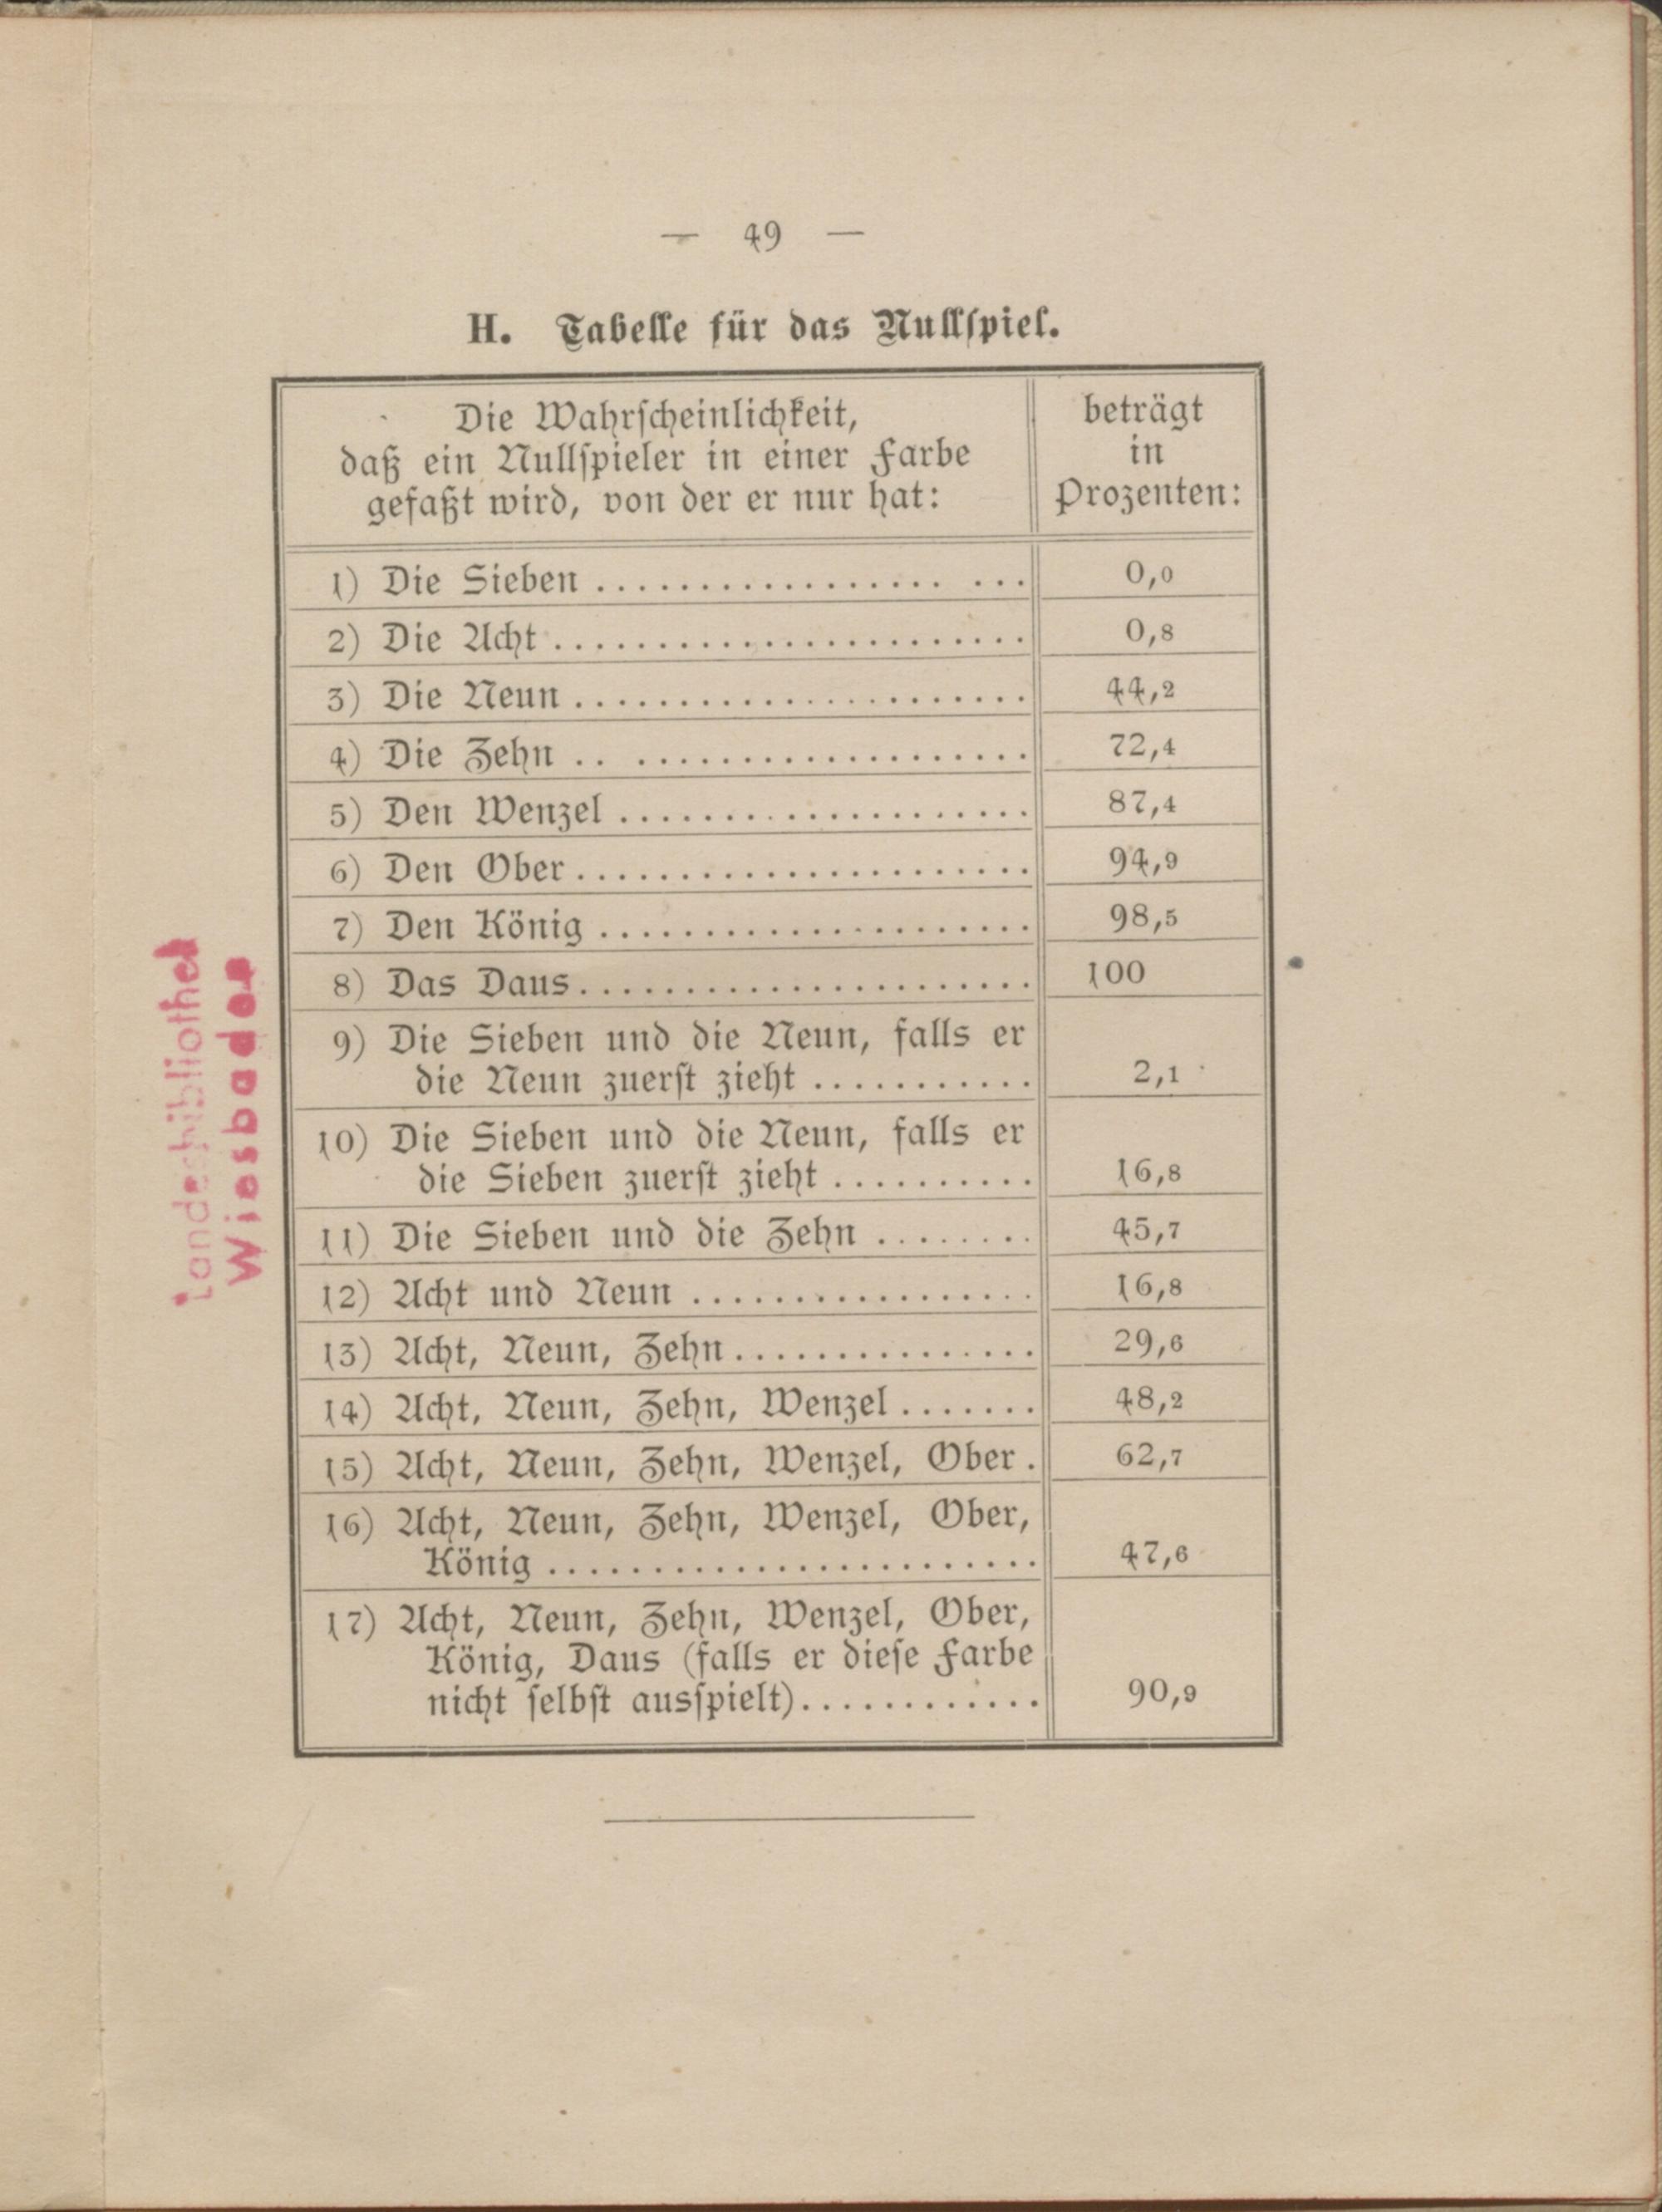 — 49 —
H. Tabelle für das Nullſpiel.
Die Wahrſcheinlichkeit,
daß ein Nullſpieler in einer Farbe
gefaßt wird, von der er nur hat:
beträgt
in
Prozenten:
1) Die Sieben .................... 0,0
2) Die Acht ....................... 0,8
3) Die Neun ...................... 44,2
4) Die Zehn .. ................... 72,4
5) Den Wenzel .................... 87,4
6) Den Ober ...................... 94,9
7) Den König ..................... 98,5
8) Das Daus ...................... 100
9) Die Sieben und die Neun, falls er
die Neun zuerſt zieht ........... 2,1
10) Die Sieben und die Neun, falls er
die Sieben zuerſt zieht .......... 16,8
11) Die Sieben und die Zehn ........ 45,7
12) Acht und Neun ................. 16,8
13) Acht, Neun, Zehn ............... 29,6
14) Acht, Neun, Zehn, Wenzel ....... 48,2
15) Acht, Neun, Zehn, Wenzel, Ober . 62,7
16) Acht, Neun, Zehn, Wenzel, Ober,
König ........................ 47,6
17) Acht, Neun, Zehn, Wenzel, Ober,
König, Daus (falls er dieſe Farbe
nicht ſelbſt ausſpielt) ............ 90,9
Landesbibliothek
Wiesbaden